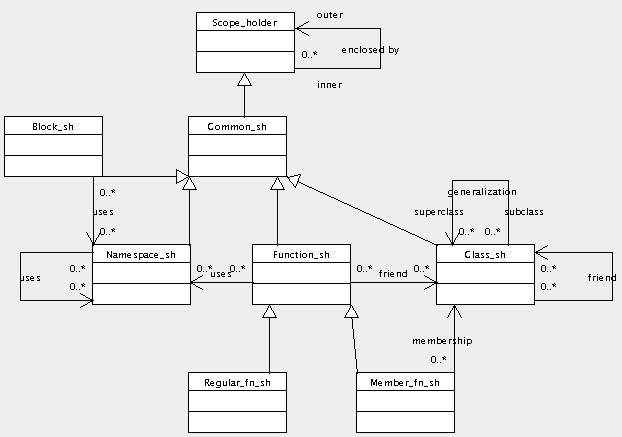 outer
Scope_holder
enclosed by
0..*
inner
Block_sh
Common_sh
0..*
generalization
uses
superclass
subclass
0..*
0..*
0..*
Namespace_sh
Function_sh
Class_sh
0..*
0..*
0..*
0..*
0..*
0..*
uses
uses
friend
friend
0..*
0..*
membership
0..*
Regular_fn_sh
Member_fn_sh